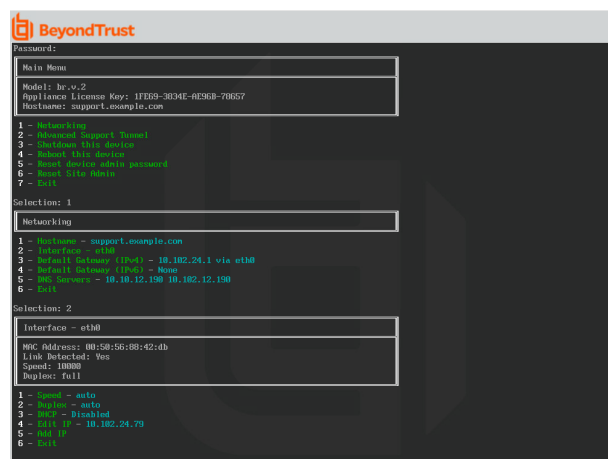 BeyondTrust
Password:
Main Menu
Model: br.v.2
Appliance License Key: 1FE69-3834E-AE96B-78657
Hostname: support.example.com
1 - Networking
2 - Advanced Support Tunnel
3 - Shutdown this device
4 - Reboot this device
5 - Reset device admin password
6 - Reset Site Admin
7 - Exit
Selection: 1
Networking
1 - Hostname - support.example.com
2 - Interface - eth0
3 - Default Gateway (IPv4) - 10.102.24.1 via eth0
4 - Default Gateway (IPv6) - None
5 - DNS Servers - 10.10.12.190 10.102.12.190
6 - Exit
Selection: 2
Interface - eth0
MAC Address: 00:50:56:88:42:db
Link Detected: Yes
Speed: 10000
Duplex: full
1 - Speed - auto
2 - Duplex - auto
3 - DHCP - Disabled
4 - Edit IP - 10.102.24.79
5 - Add IP
6 - Exit